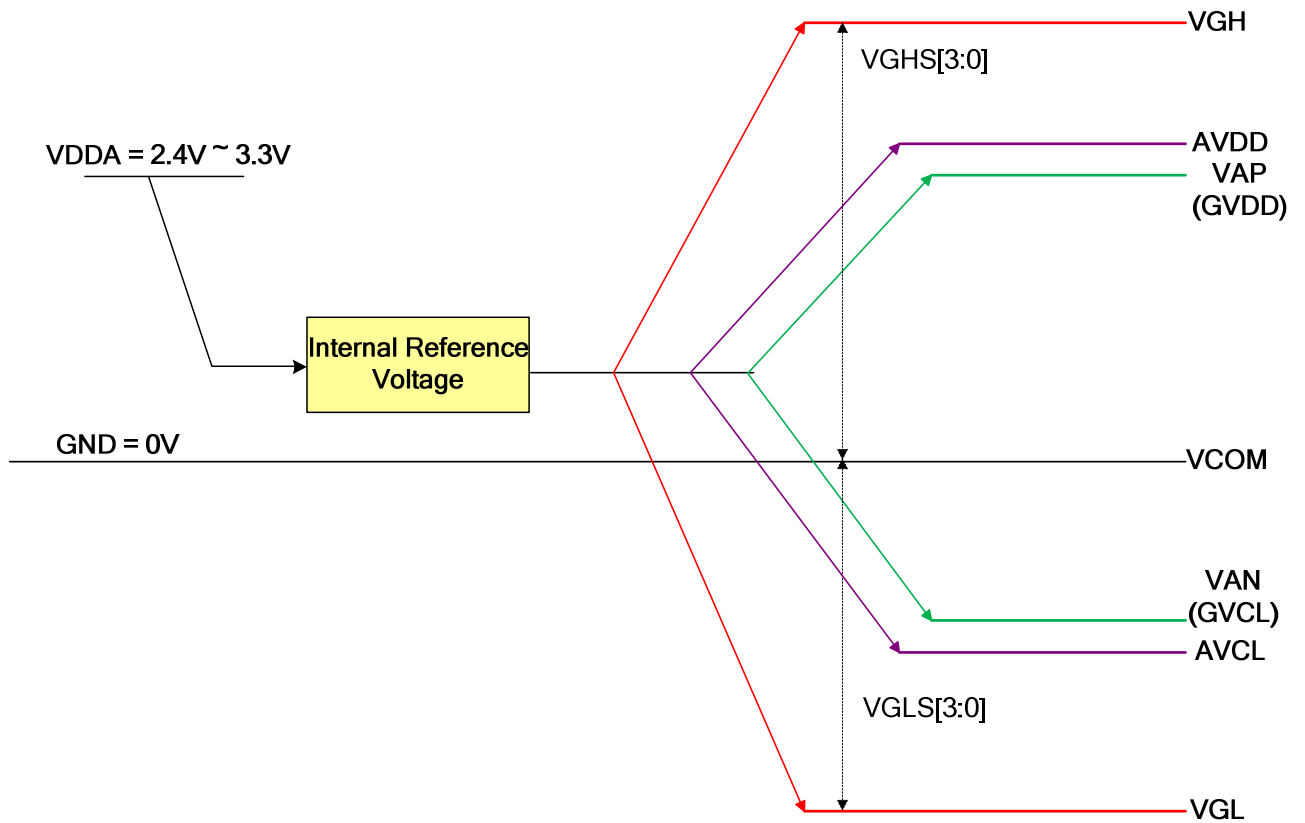 VGH
VGHS[3:0]
AVDD
VDDA = 2.4V ~ 3.3V
VAP
(GVDD)
Internal Reference
Voltage
GND = 0V
VCOM
VAN
(GVCL)
AVCL
VGLS[3:0]
VGL